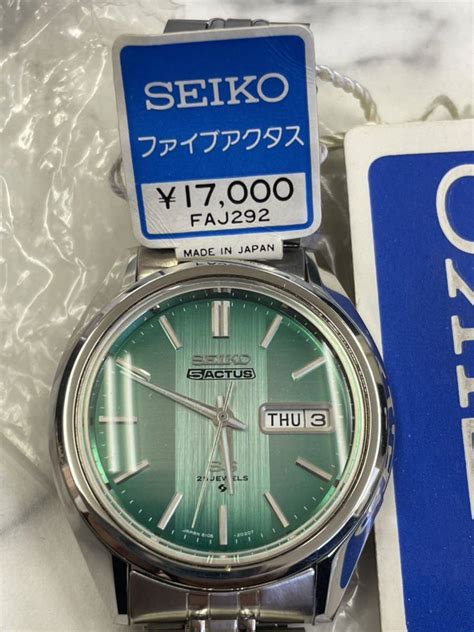 SEIKO
ファイブアクタス
¥17,000
FAJ292
MADE IN JAPAN
SEIKO
5ACTUS
THU 3
SS
25 JEWELS